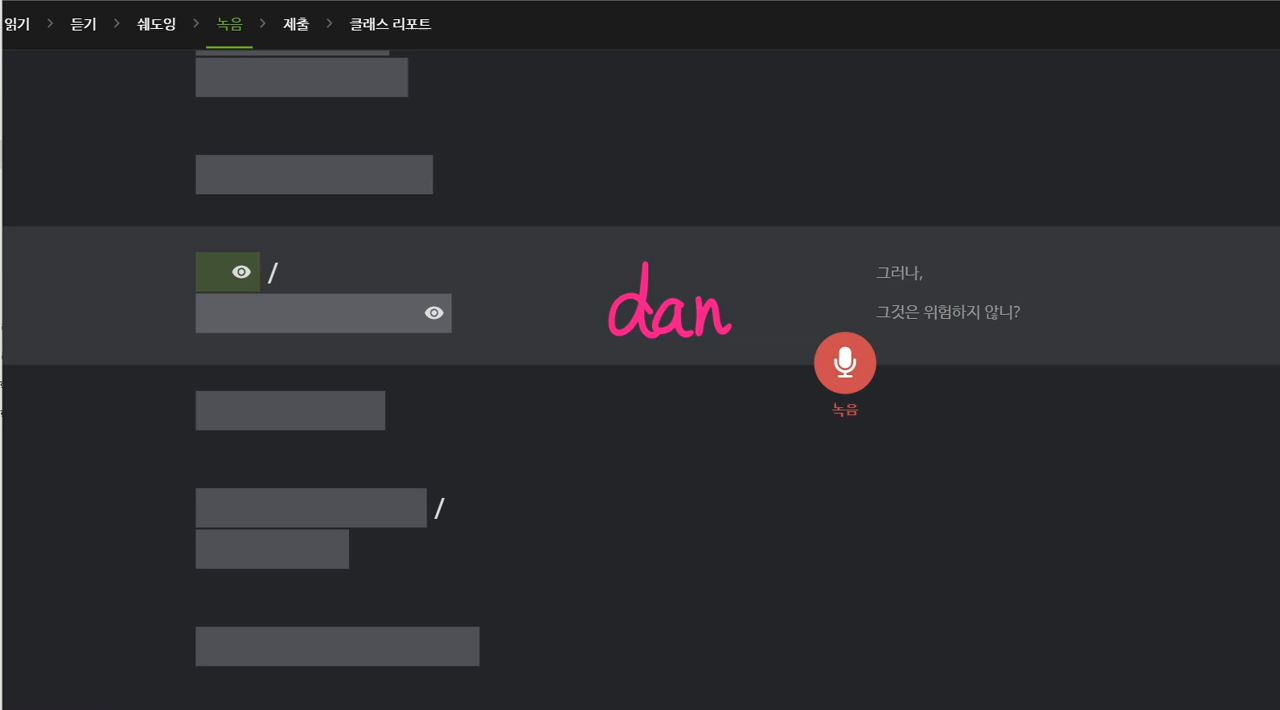 읽기 > 듣기 > 쉐도잉 > 녹음 > 제출 > 클래스 리포트
/
dan
그러나,
그것은 위험하지 않니?
녹음
/